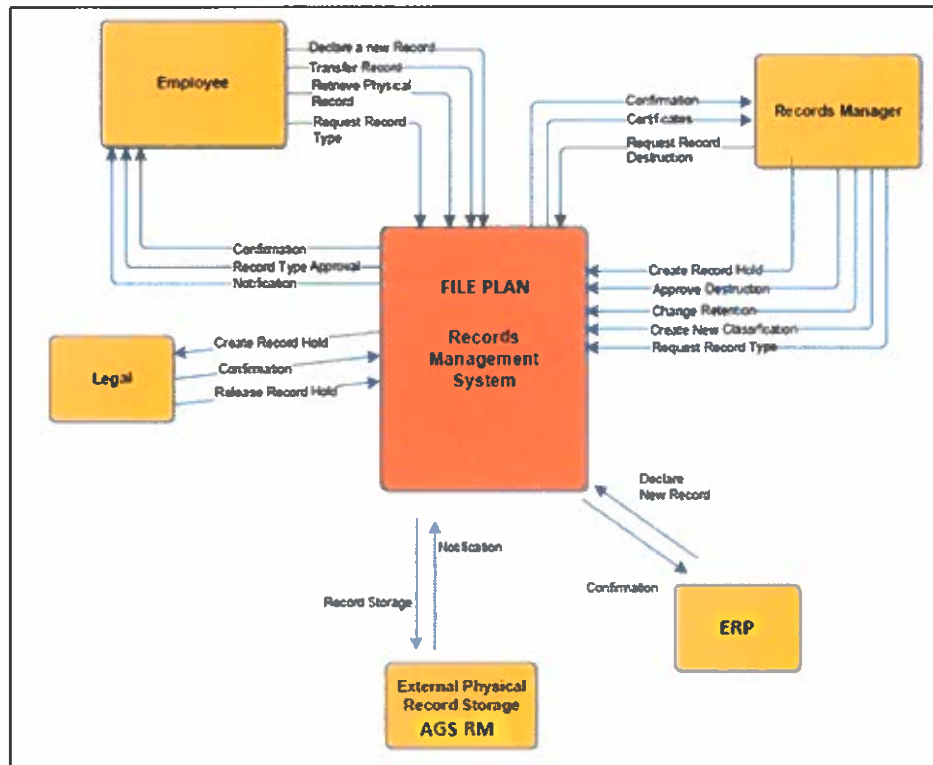 Employee
Declare a new Record
Transfer Record
Retrieve Physical
Record
Request Record
Type
Confirmation
Certificates
Request Record
Destruction
Records Manager
Confirmation
Record Type Approval
Notification
FILE PLAN
Records
Management
System
Create Record Hold
Approve Destruction
Change Retention
Create New Classification
Request Record Type
Legal
Create Record Hold
Confirmation
Release Record Hold
Declare
New Record
Notification
Confirmation
Record Storage
ERP
External Physical
Record Storage
AGS RM